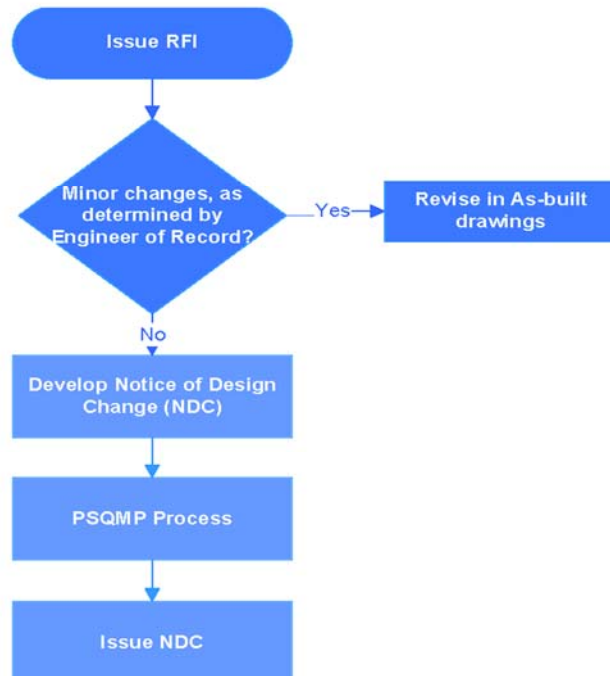 Issue RFI
Minor changes, as
determined by
Engineer of Record?
Yes
Revise in As-built
drawings
No
Develop Notice of Design
Change (NDC)
PSQMP Process
Issue NDC